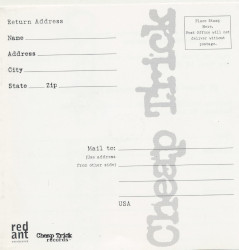 Return Address
Name
Address
City
State Zip
Place Stamp
Here.
Post Office will not
deliver without
postage.
Cheap Trick
Mail to:
(Use address
from other side)
USA
red
ant
Cheap Trick
records